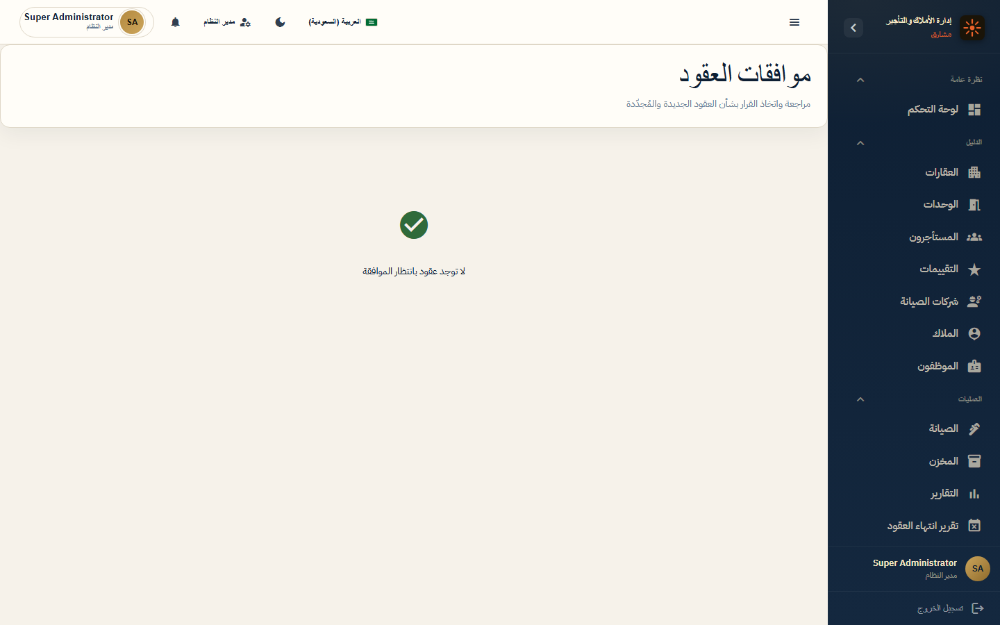 إدارة الأملاك والتأجير
مشارق
نظرة عامة
لوحة التحكم
الدليل
العقارات
الوحدات
المستأجرون
التقييمات
شركات الصيانة
الملاك
الموظفون
العمليات
الصيانة
المخزن
التقارير
تقرير انتهاء العقود
SA
Super Administrator
مدير النظام
تسجيل الخروج
العربية (السعودية)
مدير النظام
SA
Super Administrator
مدير النظام
موافقات العقود
مراجعة واتخاذ القرار بشأن العقود الجديدة والمُجدّدة
لا توجد عقود بانتظار الموافقة